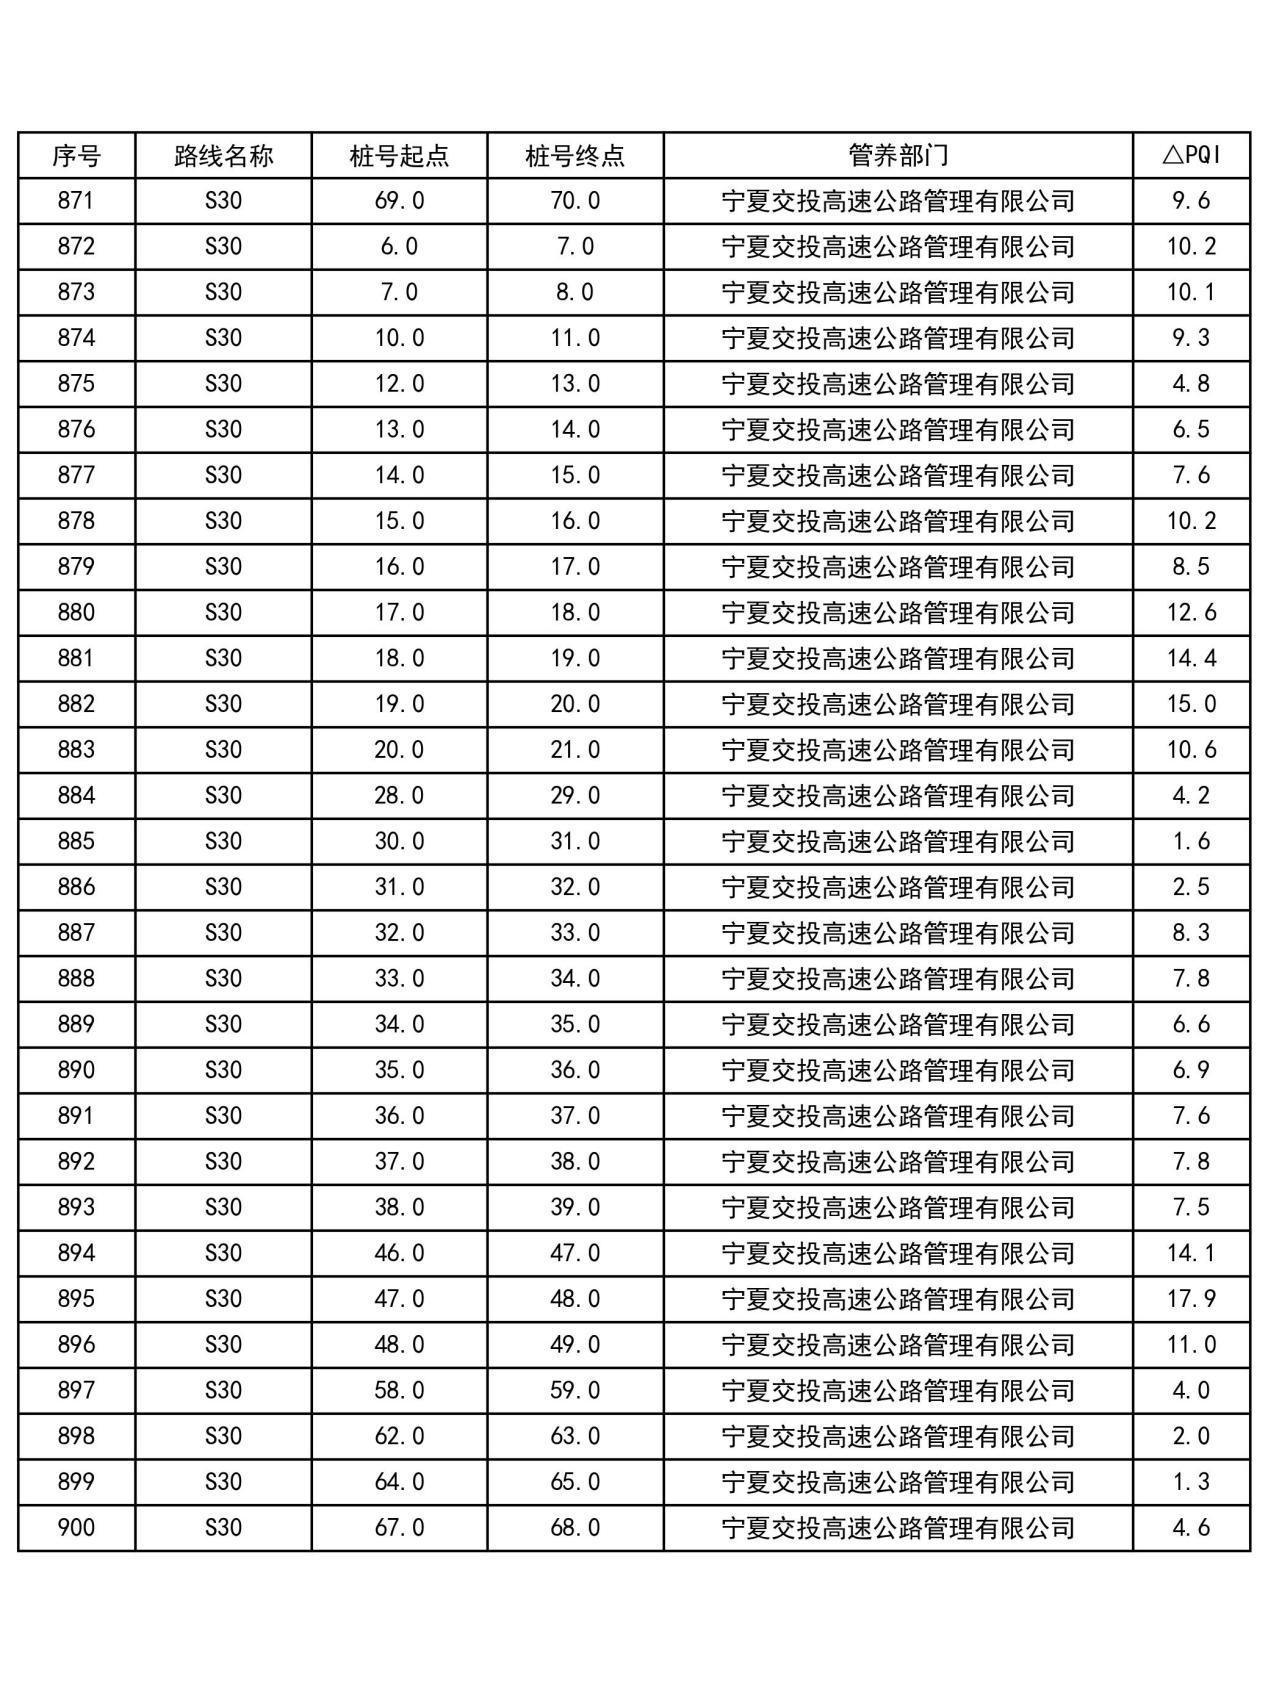 序号 路线名称 桩号起点 桩号终点 管养部门 △PQI
871 S30 69.0 70.0 宁夏交投高速公路管理有限公司 9.6
872 S30 6.0 7.0 宁夏交投高速公路管理有限公司 10.2
873 S30 7.0 8.0 宁夏交投高速公路管理有限公司 10.1
874 S30 10.0 11.0 宁夏交投高速公路管理有限公司 9.3
875 S30 12.0 13.0 宁夏交投高速公路管理有限公司 4.8
876 S30 13.0 14.0 宁夏交投高速公路管理有限公司 6.5
877 S30 14.0 15.0 宁夏交投高速公路管理有限公司 7.6
878 S30 15.0 16.0 宁夏交投高速公路管理有限公司 10.2
879 S30 16.0 17.0 宁夏交投高速公路管理有限公司 8.5
880 S30 17.0 18.0 宁夏交投高速公路管理有限公司 12.6
881 S30 18.0 19.0 宁夏交投高速公路管理有限公司 14.4
882 S30 19.0 20.0 宁夏交投高速公路管理有限公司 15.0
883 S30 20.0 21.0 宁夏交投高速公路管理有限公司 10.6
884 S30 28.0 29.0 宁夏交投高速公路管理有限公司 4.2
885 S30 30.0 31.0 宁夏交投高速公路管理有限公司 1.6
886 S30 31.0 32.0 宁夏交投高速公路管理有限公司 2.5
887 S30 32.0 33.0 宁夏交投高速公路管理有限公司 8.3
888 S30 33.0 34.0 宁夏交投高速公路管理有限公司 7.8
889 S30 34.0 35.0 宁夏交投高速公路管理有限公司 6.6
890 S30 35.0 36.0 宁夏交投高速公路管理有限公司 6.9
891 S30 36.0 37.0 宁夏交投高速公路管理有限公司 7.6
892 S30 37.0 38.0 宁夏交投高速公路管理有限公司 7.8
893 S30 38.0 39.0 宁夏交投高速公路管理有限公司 7.5
894 S30 46.0 47.0 宁夏交投高速公路管理有限公司 14.1
895 S30 47.0 48.0 宁夏交投高速公路管理有限公司 17.9
896 S30 48.0 49.0 宁夏交投高速公路管理有限公司 11.0
897 S30 58.0 59.0 宁夏交投高速公路管理有限公司 4.0
898 S30 62.0 63.0 宁夏交投高速公路管理有限公司 2.0
899 S30 64.0 65.0 宁夏交投高速公路管理有限公司 1.3
900 S30 67.0 68.0 宁夏交投高速公路管理有限公司 4.6